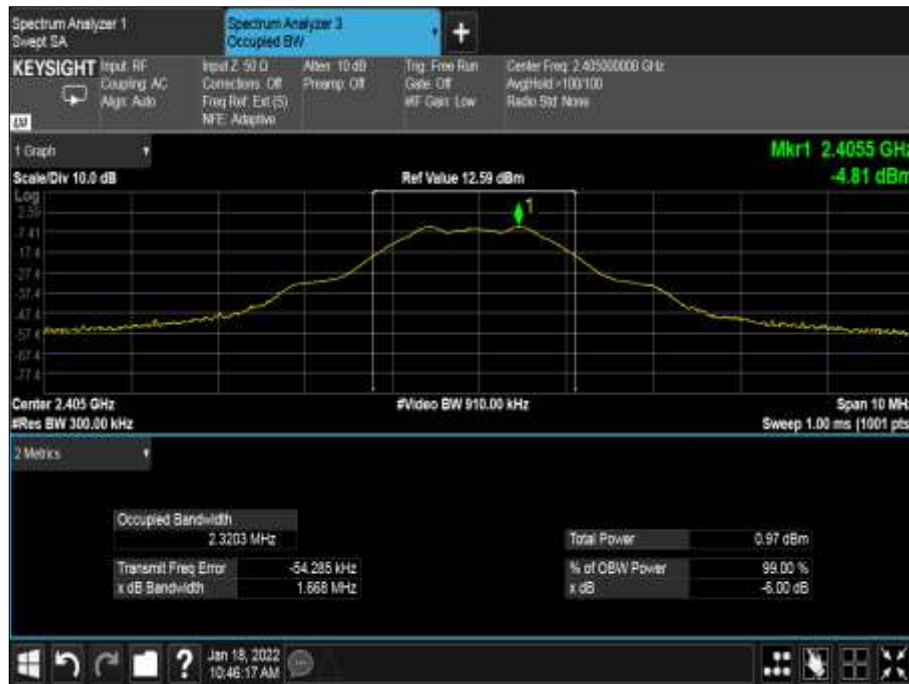 Spectrum Analyzer 1
Swept SA
Spectrum Analyzer 3
Occupied BW
+
KEYSIGHT
Input: RF
Coupling: AC
Align: Auto
Input Z: 50 Ω
Corrections: Off
Freq Ref: Ext (S)
NFE: Adaptive
Atten: 10 dB
Preamp: Off
Trig: Free Run
Gate: Off
#IF Gain: Low
Center Freq: 2.405000000 GHz
Avg|Hold:>100/100
Radio Std: None
1 Graph
Scale/Div 10.0 dB
Ref Value 12.59 dBm
Mkr1 2.4055 GHz
-4.81 dBm
Log
2.59
-7.41
-17.4
-27.4
-37.4
-47.4
-57.4
-67.4
-77.4
1
Center 2.405 GHz
#Video BW 910.00 kHz
Span 10 MHz
#Res BW 300.00 kHz
Sweep 1.00 ms (1001 pts
2 Metrics
Occupied Bandwidth
2.3203 MHz
Total Power 0.97 dBm
Transmit Freq Error -54.285 kHz
% of OBW Power 99.00 %
x dB Bandwidth 1.668 MHz
x dB -6.00 dB
?
Jan 18, 2022
10:46:17 AM